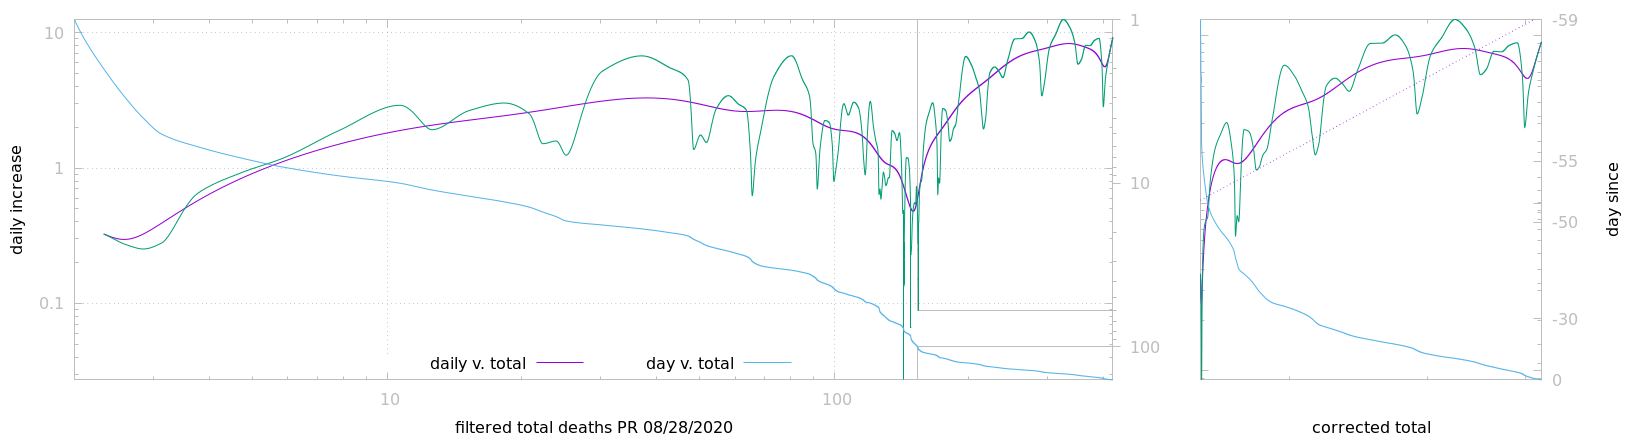 10
1
0.1
daily increase
daily v. total
day v. total
10
100
filtered total deaths PR 08/28/2020
1
10
100
-59
-55
-50
-30
0
day since
corrected total